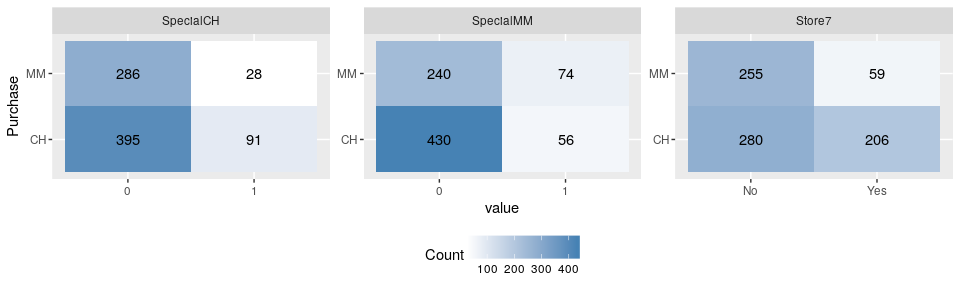 SpecialCH SpecialMM Store7
Purchase
MM 286 28 MM 240 74 MM 255 59
CH 395 91 CH 430 56 CH 280 206
0 1 0 1 No Yes
value
Count
100 200 300 400